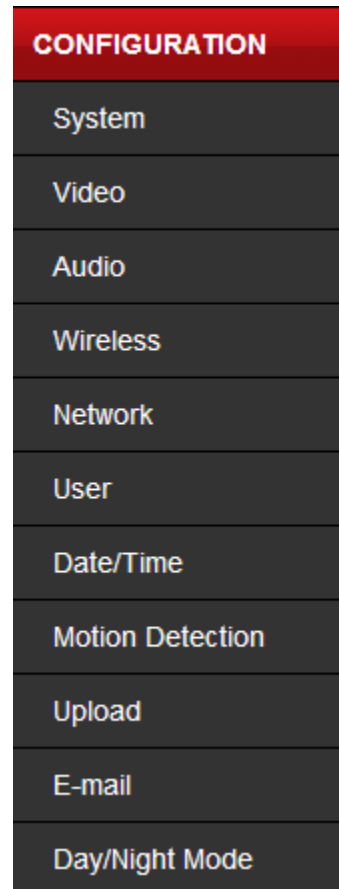 CONFIGURATION
System
Video
Audio
Wireless
Network
User
Date/Time
Motion Detection
Upload
E-mail
Day/Night Mode